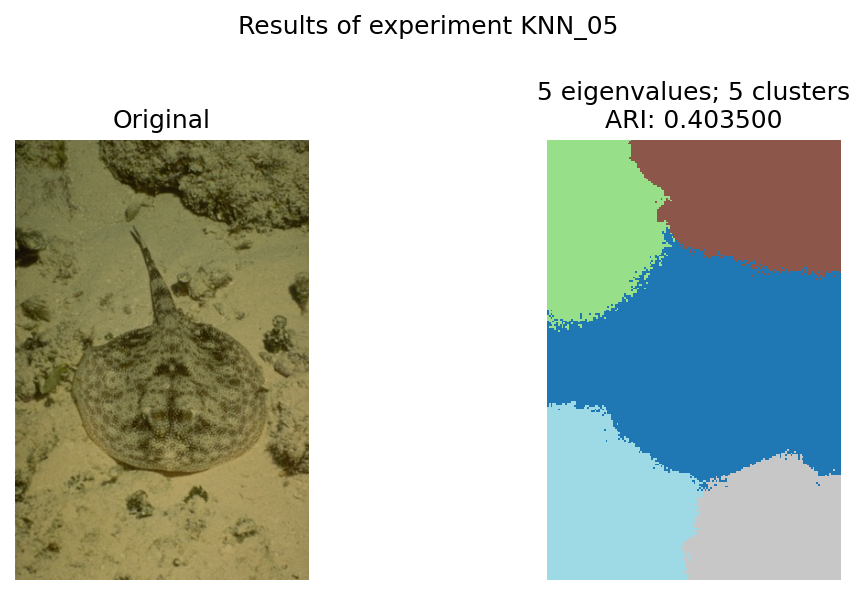 Results of experiment KNN_05
Original
5 eigenvalues; 5 clusters
ARI: 0.403500